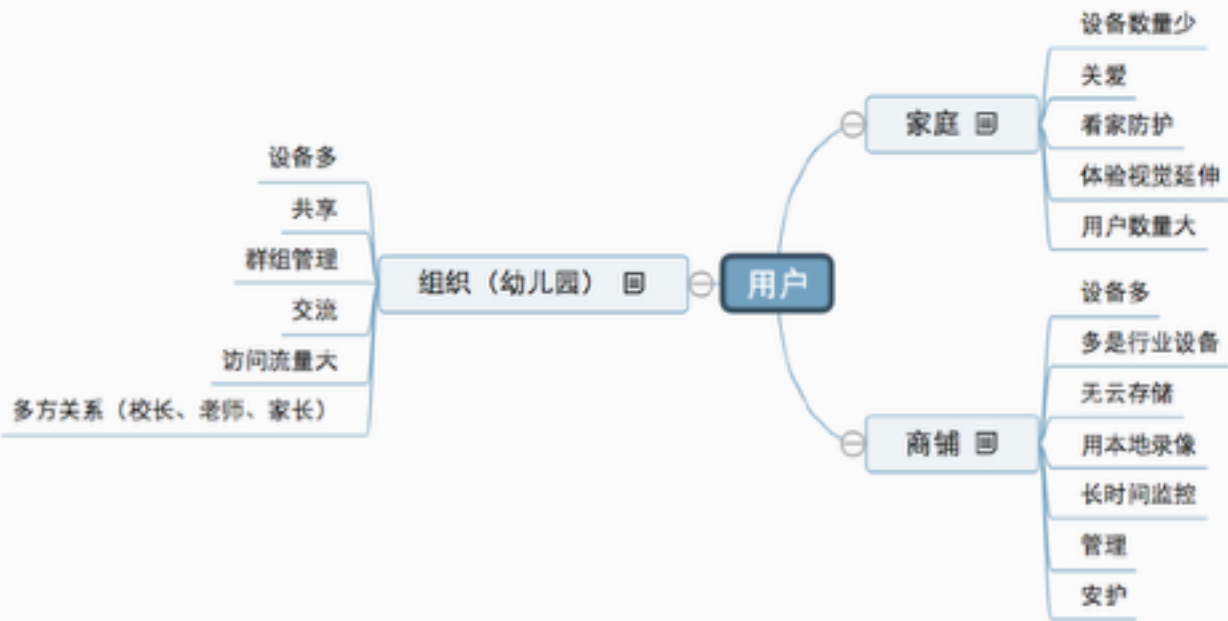 用户
家庭
设备数量少
关爱
看家防护
体验视觉延伸
用户数量大
商铺
设备多
多是行业设备
无云存储
用本地录像
长时间监控
管理
安护
组织（幼儿园）
设备多
共享
群组管理
交流
访问流量大
多方关系（校长、老师、家长）